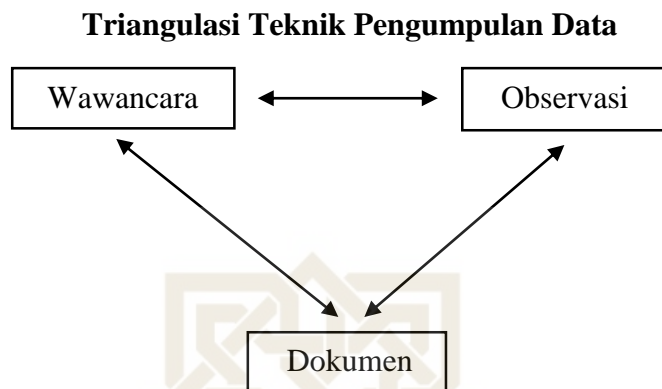 Triangulasi Teknik Pengumpulan Data
Wawancara
Observasi
Dokumen